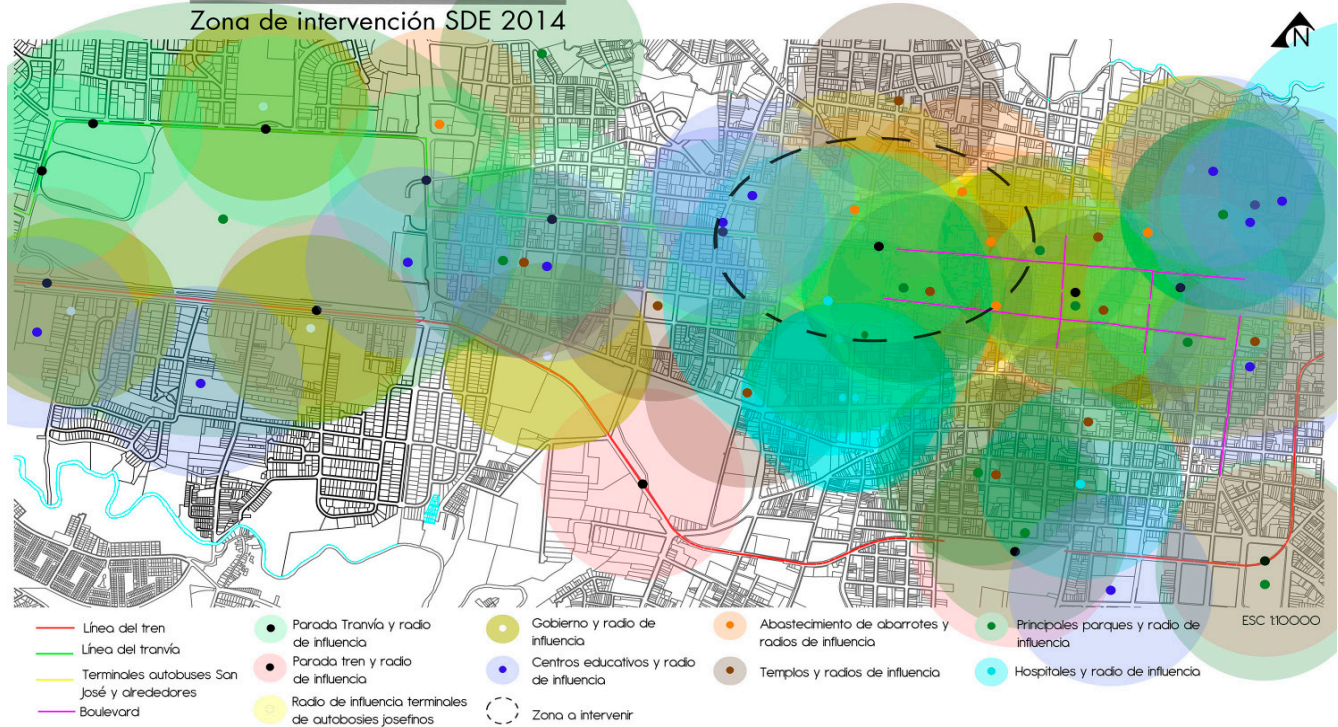 Zona de intervención SDE 2014
N
ESC 1:10000
Línea del tren
Línea del tranvía
Terminales autobuses San
José y alrededores
Boulevard
Parada Tranvía y radio
de influencia
Parada tren y radio
de influencia
Radio de influencia terminales
de autobosies josefinos
Gobierno y radio de
influencia
Centros educativos y radio
de influencia
Zona a intervenir
Abastecimiento de abarrotes y
radios de influencia
Templos y radios de influencia
Principales parques y radio de
influencia
Hospitales y radio de influencia